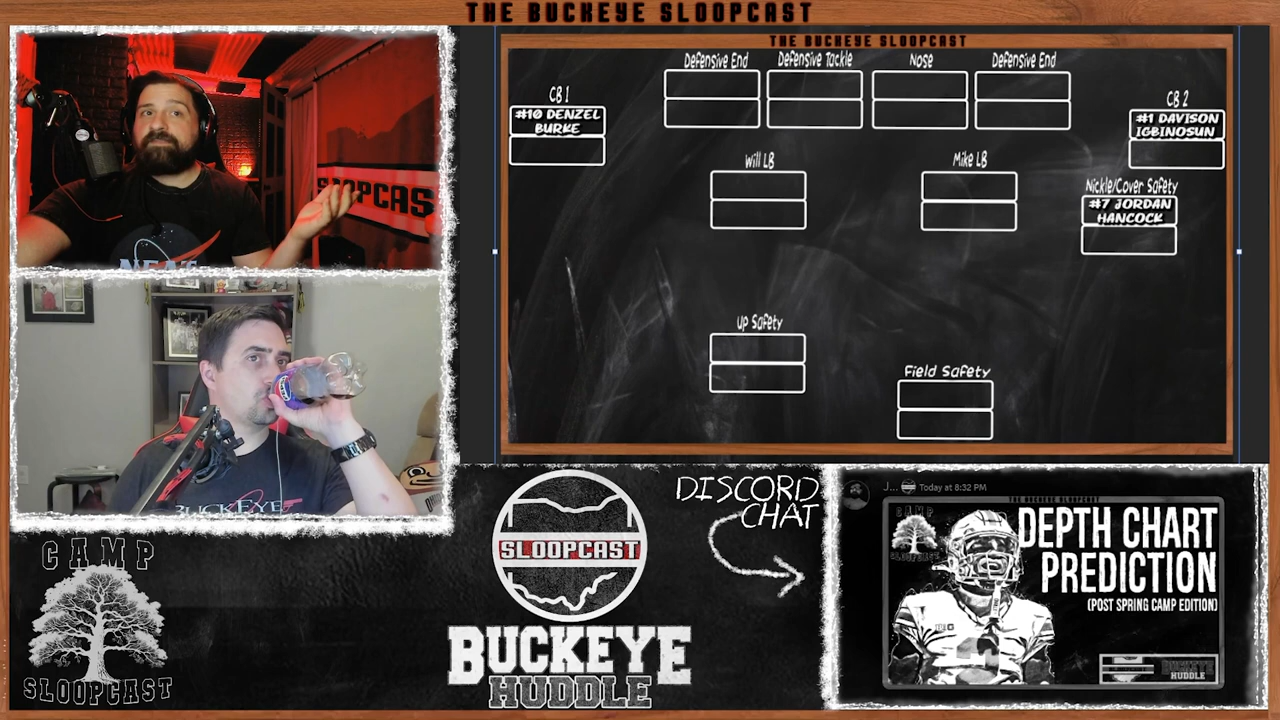 THE BUCKEYE SLOOPCAST
THE BUCKEYE SLOOPCAST
Defensive End
Defensive Tackle
Nose
Defensive End
CB 1
#10 DENZEL
BURKE
CB 2
#1 DAVISON
IGBINOSUN
Will LB
Mike LB
Nickle/Cover Safety
#7 JORDAN
HANCOCK
Up Safety
Field Safety
SLOOPCAS
BUCKEYE
CAMP
SLOOPCAST
SLOOPCAST
BUCKEYE
HUDDLE
DISCORD
CHAT
J...
Today at 8:32 PM
THE BUCKEYE SLOOPCAST
CAMP
DEPTH CHART
PREDICTION
(POST SPRING CAMP EDITION)
BUCKEYE
HUDDLE